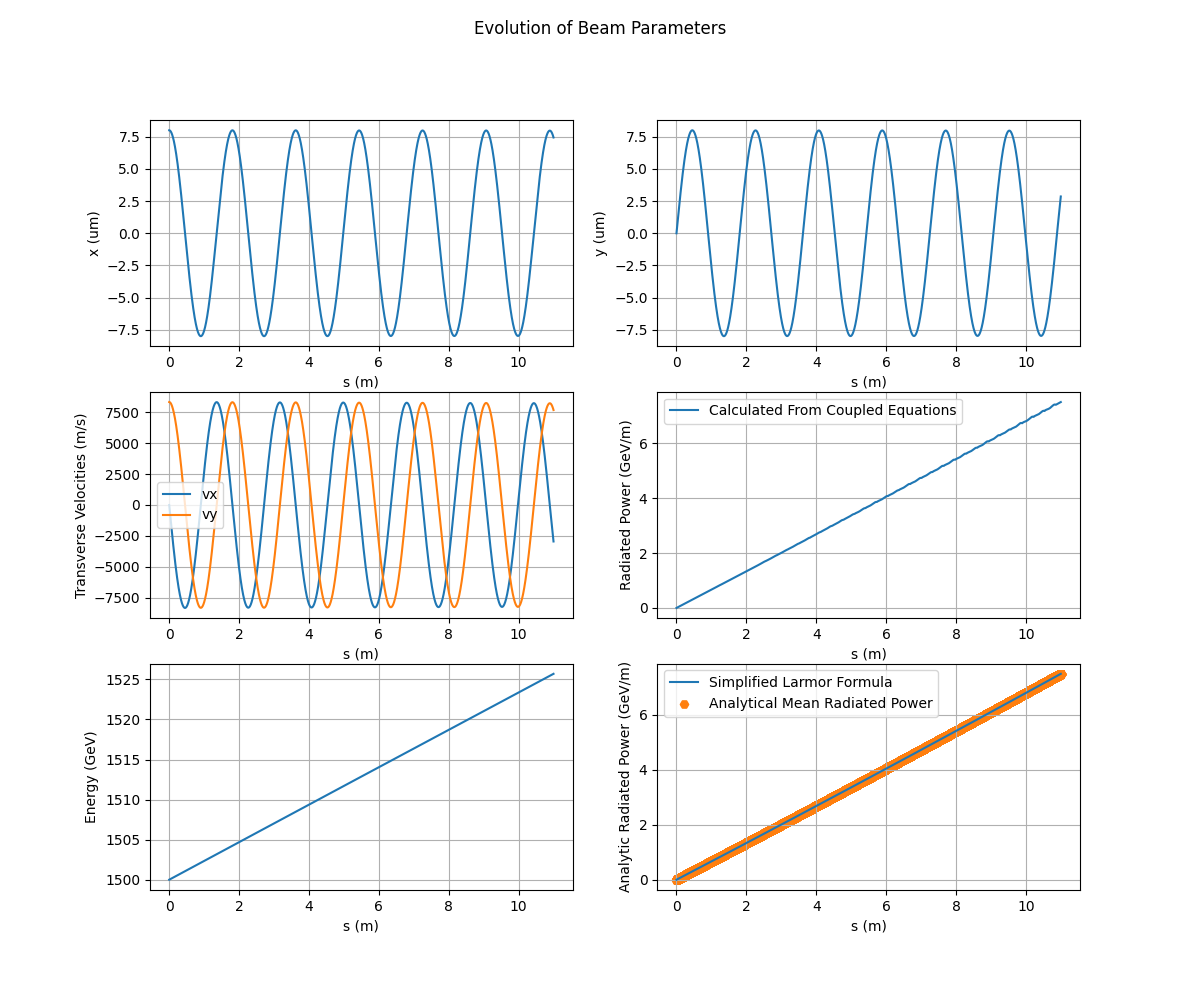 Evolution of Beam Parameters
7.5
5.0
2.5
0.0
−2.5
−5.0
−7.5
x (um)
0 2 4 6 8 10
s (m)
7.5
5.0
2.5
0.0
−2.5
−5.0
−7.5
y (um)
0 2 4 6 8 10
s (m)
7500
5000
2500
0
−2500
−5000
−7500
Transverse Velocities (m/s)
vx
vy
0 2 4 6 8 10
s (m)
Calculated From Coupled Equations
6
4
2
0
Radiated Power (GeV/m)
0 2 4 6 8 10
s (m)
1525
1520
1515
1510
1505
1500
Energy (GeV)
0 2 4 6 8 10
s (m)
Simplified Larmor Formula
Analytical Mean Radiated Power
6
4
2
0
Analytic Radiated Power (GeV/m)
0 2 4 6 8 10
s (m)